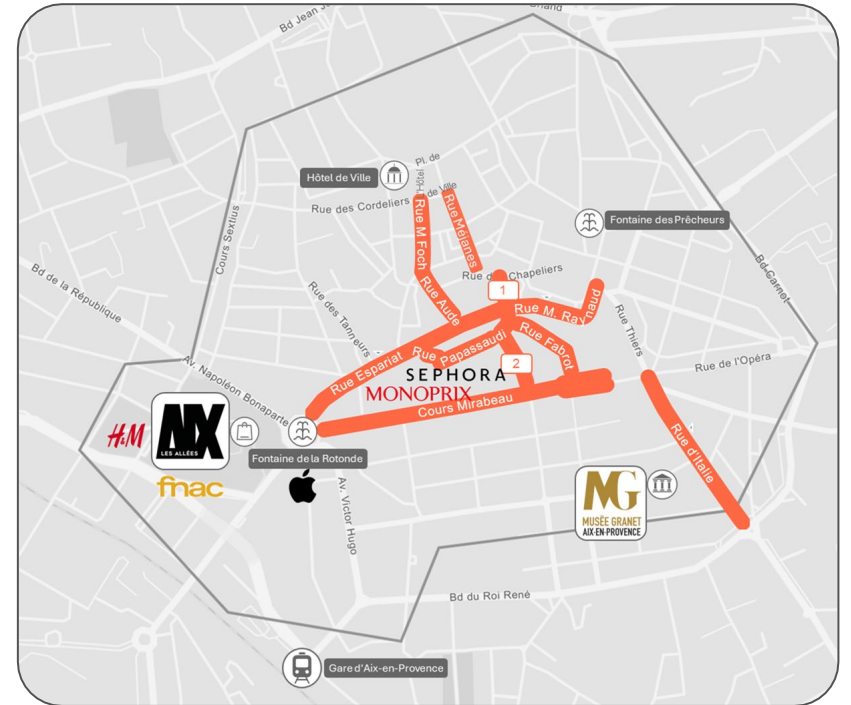 Bd Jean J
Cours Sextius
Pl. de
l'Hôtel
de Ville
Hôtel de Ville
Rue des Cordeliers
Rue M Foch
Rue Méjanes
Fontaine des Prêcheurs
Rue d
Chapeliers
Bd Carnet
Bd de la République
Rue des Tanneurs
Rue Aude
1
Rue M. Raynaud
Rue Thiers
Rue Espariat
Rue Papassaudi
Rue Fabrot
2
Rue de l'Opéra
Av. Napoléon Bonaparte
SEPHORA
MONOPRIX
Cours Mirabeau
H&M
AIX
LES ALLÉES
Fontaine de la Rotonde
Rue d'Italie
fnac
Av. Victor Hugo
MG
MUSÉE GRANET
AIX-EN-PROVENCE
Bd du Roi René
Gare d'Aix-en-Provence